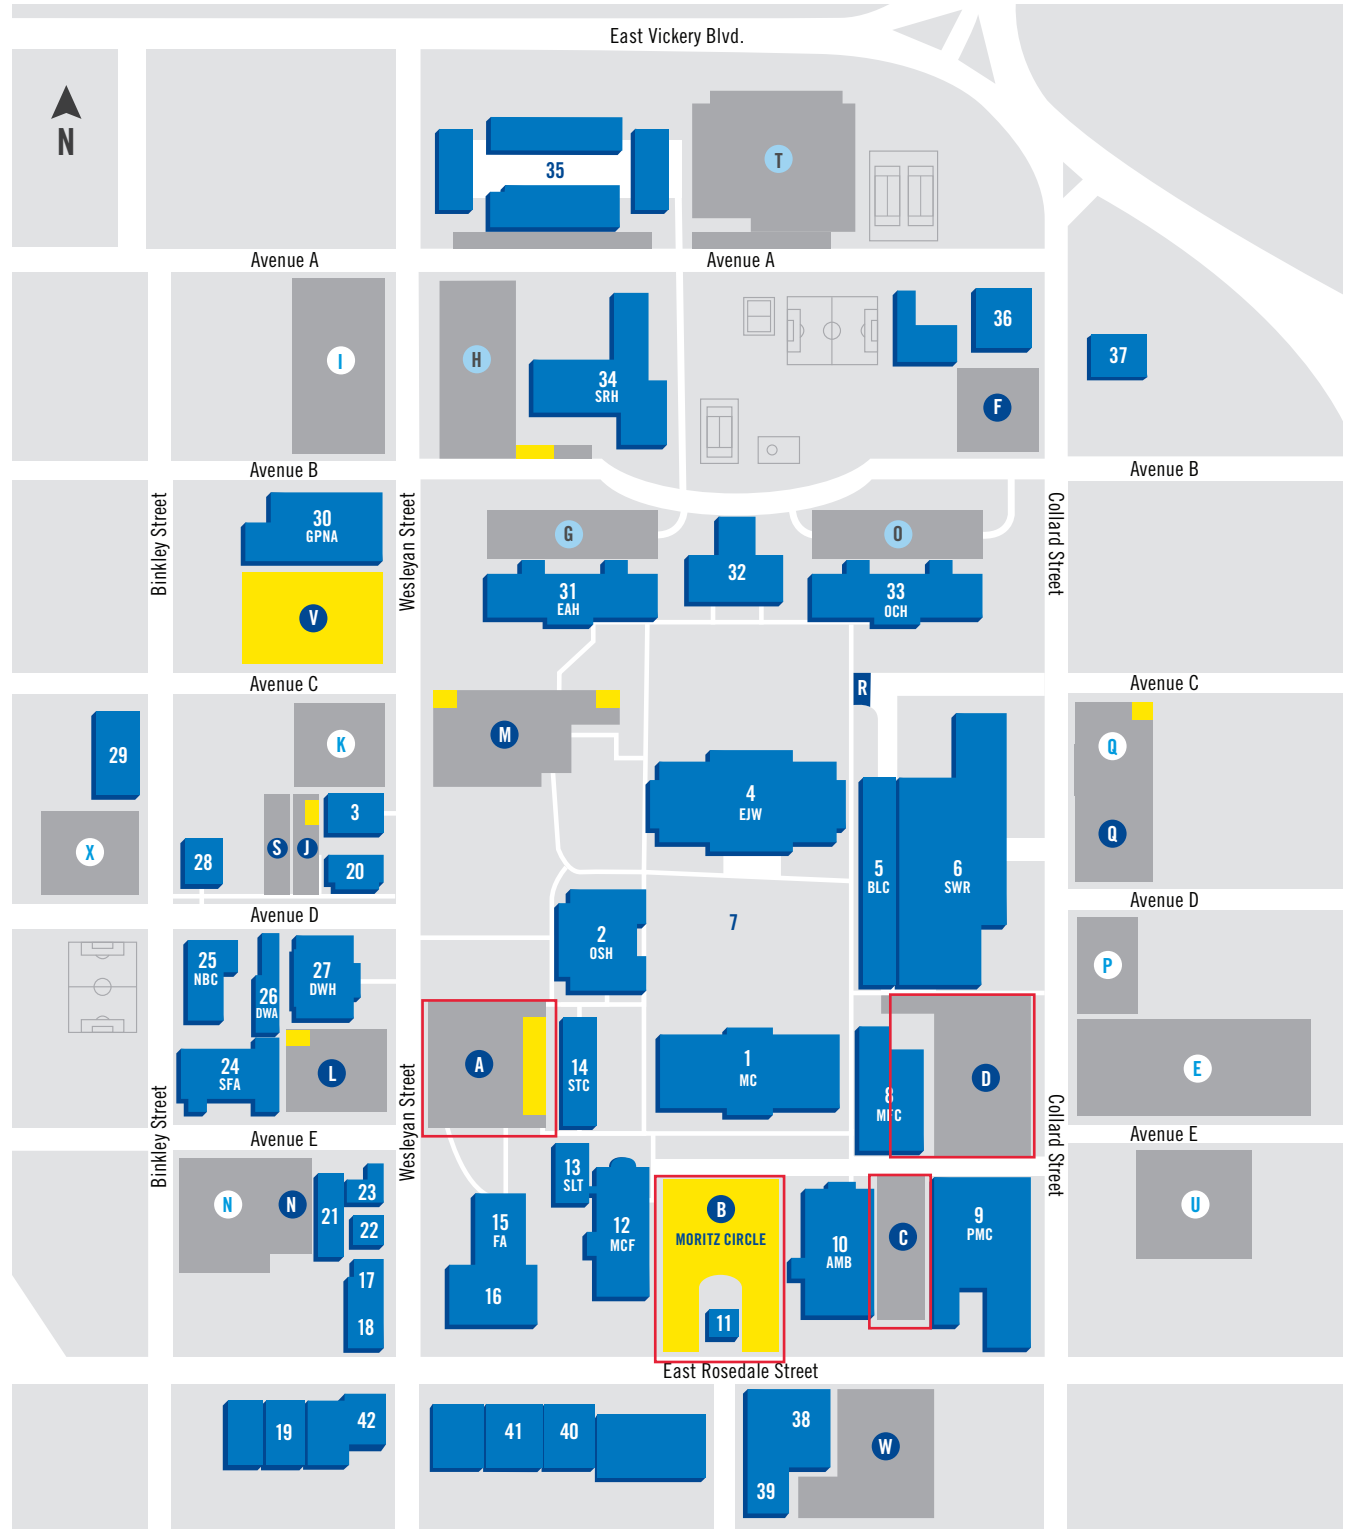 East Vickery Blvd.
N
35
T
Avenue A
Avenue A
I
H
34
SRH
36
37
F
Avenue B
Avenue B
Binkley Street
30
GPNA
Wesleyan Street
G
O
Collard Street
31
EAH
32
33
OCH
V
Avenue C
Avenue C
R
29
K
M
Q
X
S
J
3
28
20
4
EJW
5
BLC
6
SWR
Q
Avenue D
Avenue D
25
NBC
26
DWA
27
DWH
2
OSH
7
P
24
SFA
L
Wesleyan Street
A
14
STC
1
MC
8
MFC
D
E
Binkley Street
Avenue E
Collard Street
Avenue E
N
N
21
23
22
17
18
13
SLT
15
FA
16
12
MCF
B
MORITZ CIRCLE
11
10
AMB
C
9
PMC
U
East Rosedale Street
19
42
41
40
38
39
W